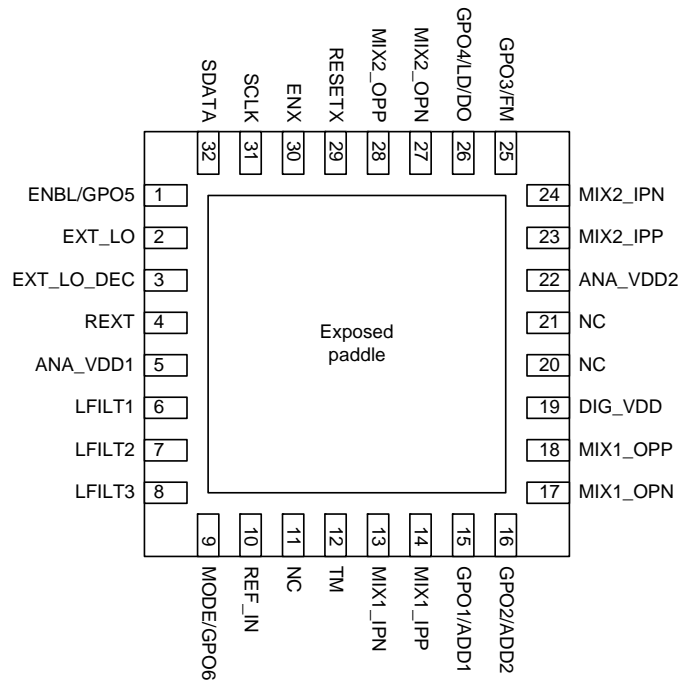 SDATA
SCLK
ENX
RESETX
MIX2_OPP
MIX2_OPN
GPO4/LD/DO
GPO3/FM
32
31
30
29
28
27
26
25
ENBL/GPO5 1
EXT_LO 2
EXT_LO_DEC 3
REXT 4
ANA_VDD1 5
LFILT1 6
LFILT2 7
LFILT3 8
Exposed
paddle
24 MIX2_IPN
23 MIX2_IPP
22 ANA_VDD2
21 NC
20 NC
19 DIG_VDD
18 MIX1_OPP
17 MIX1_OPN
9
10
11
12
13
14
15
16
MODE/GPO6
REF_IN
NC
TM
MIX1_IPN
MIX1_IPP
GPO1/ADD1
GPO2/ADD2